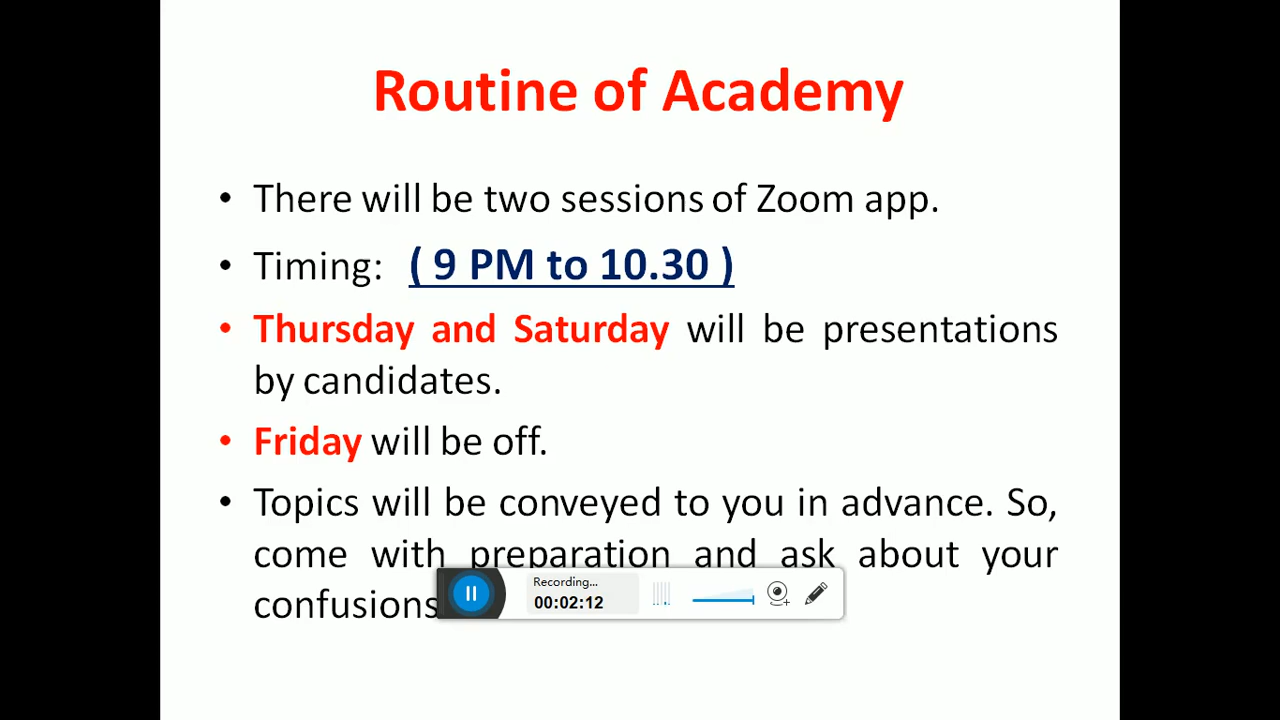 Routine of Academy
• There will be two sessions of Zoom app.
• Timing: ( 9 PM to 10.30 )
• Thursday and Saturday will be presentations
by candidates.
• Friday will be off.
• Topics will be conveyed to you in advance. So,
come with preparation and ask about your
confusions
Recording...
00:02:12